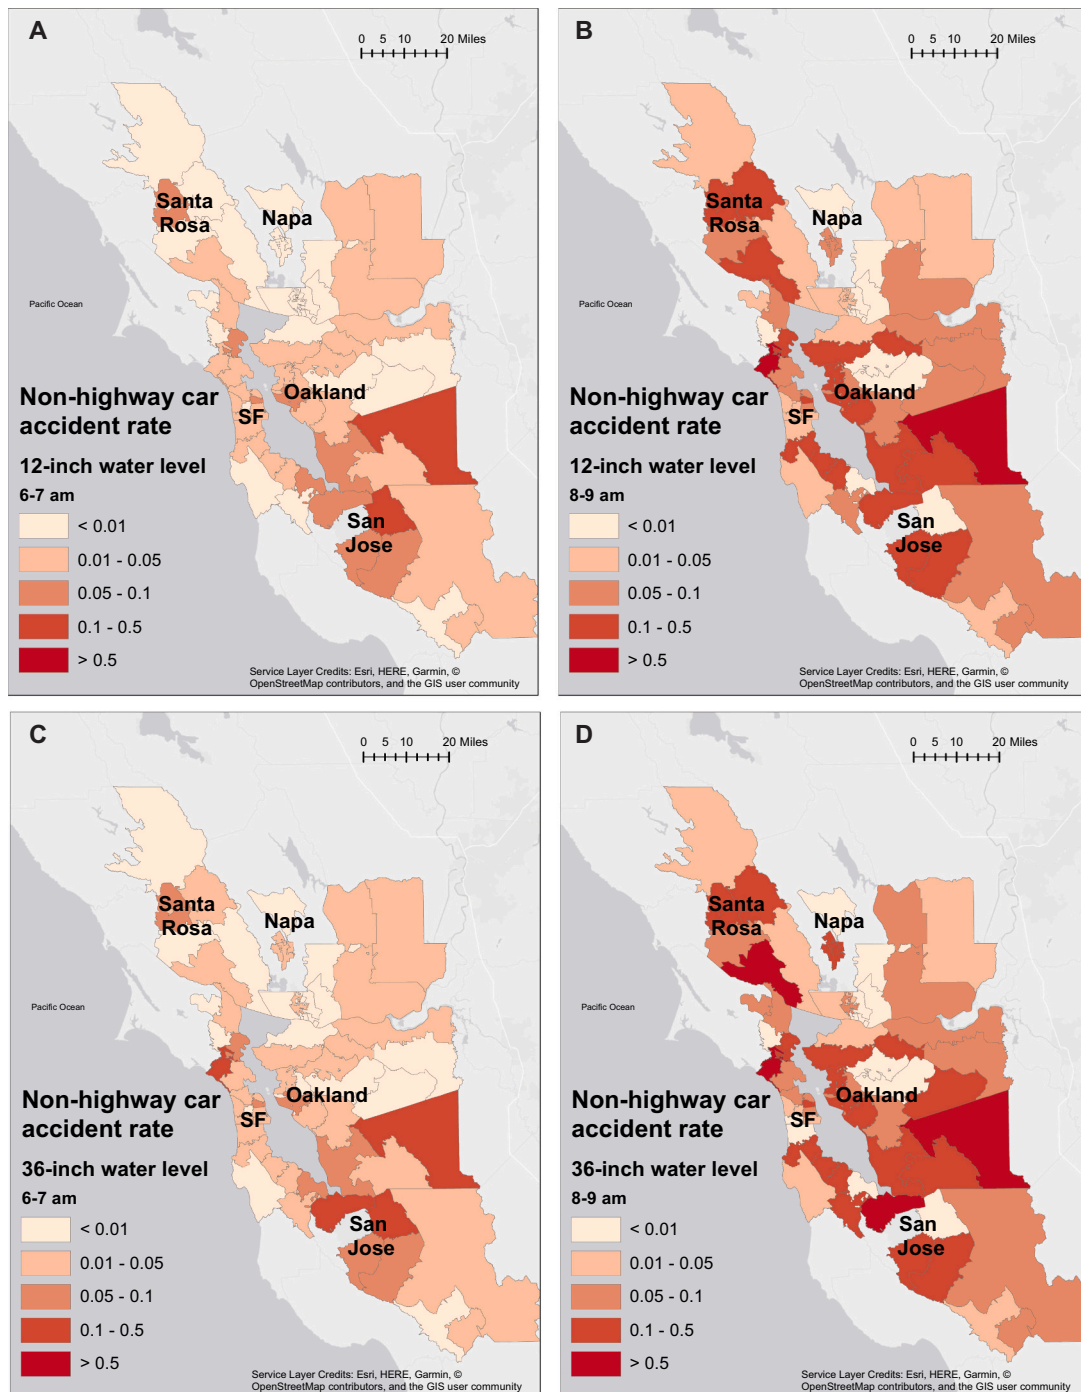 A
0 5 10 20 Miles
Santa
Rosa
Napa
Pacific Ocean
Oakland
SF
Non-highway car
accident rate
12-inch water level
6-7 am
< 0.01
0.01 - 0.05
0.05 - 0.1
0.1 - 0.5
> 0.5
San
Jose
Service Layer Credits: Esri, HERE, Garmin, ©
OpenStreetMap contributors, and the GIS user community
B
0 5 10 20 Miles
Santa
Rosa
Napa
Pacific Ocean
Oakland
SF
Non-highway car
accident rate
12-inch water level
8-9 am
< 0.01
0.01 - 0.05
0.05 - 0.1
0.1 - 0.5
> 0.5
San
Jose
Service Layer Credits: Esri, HERE, Garmin, ©
OpenStreetMap contributors, and the GIS user community
C
0 5 10 20 Miles
Santa
Rosa
Napa
Pacific Ocean
Oakland
SF
Non-highway car
accident rate
36-inch water level
6-7 am
< 0.01
0.01 - 0.05
0.05 - 0.1
0.1 - 0.5
> 0.5
San
Jose
Service Layer Credits: Esri, HERE, Garmin, ©
OpenStreetMap contributors, and the GIS user community
D
0 5 10 20 Miles
Santa
Rosa
Napa
Pacific Ocean
Oakland
SF
Non-highway car
accident rate
36-inch water level
8-9 am
< 0.01
0.01 - 0.05
0.05 - 0.1
0.1 - 0.5
> 0.5
San
Jose
Service Layer Credits: Esri, HERE, Garmin, ©
OpenStreetMap contributors, and the GIS user community